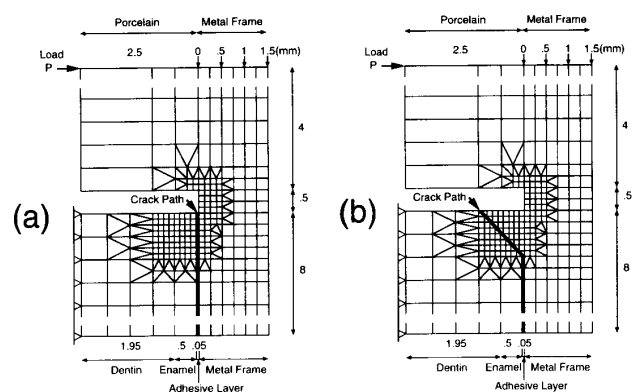 Porcelain Metal Frame
Load 2.5 0 .5 1 1.5(mm)
P
4
.5
Crack Path
(a)
8
1.95 .5 .05
Dentin Enamel Metal Frame
Adhesive Layer
Porcelain Metal Frame
Load 2.5 0 .5 1 1.5(mm)
P
4
.5
Crack Path
(b)
8
1.95 .5 .05
Dentin Enamel Metal Frame
Adhesive Layer